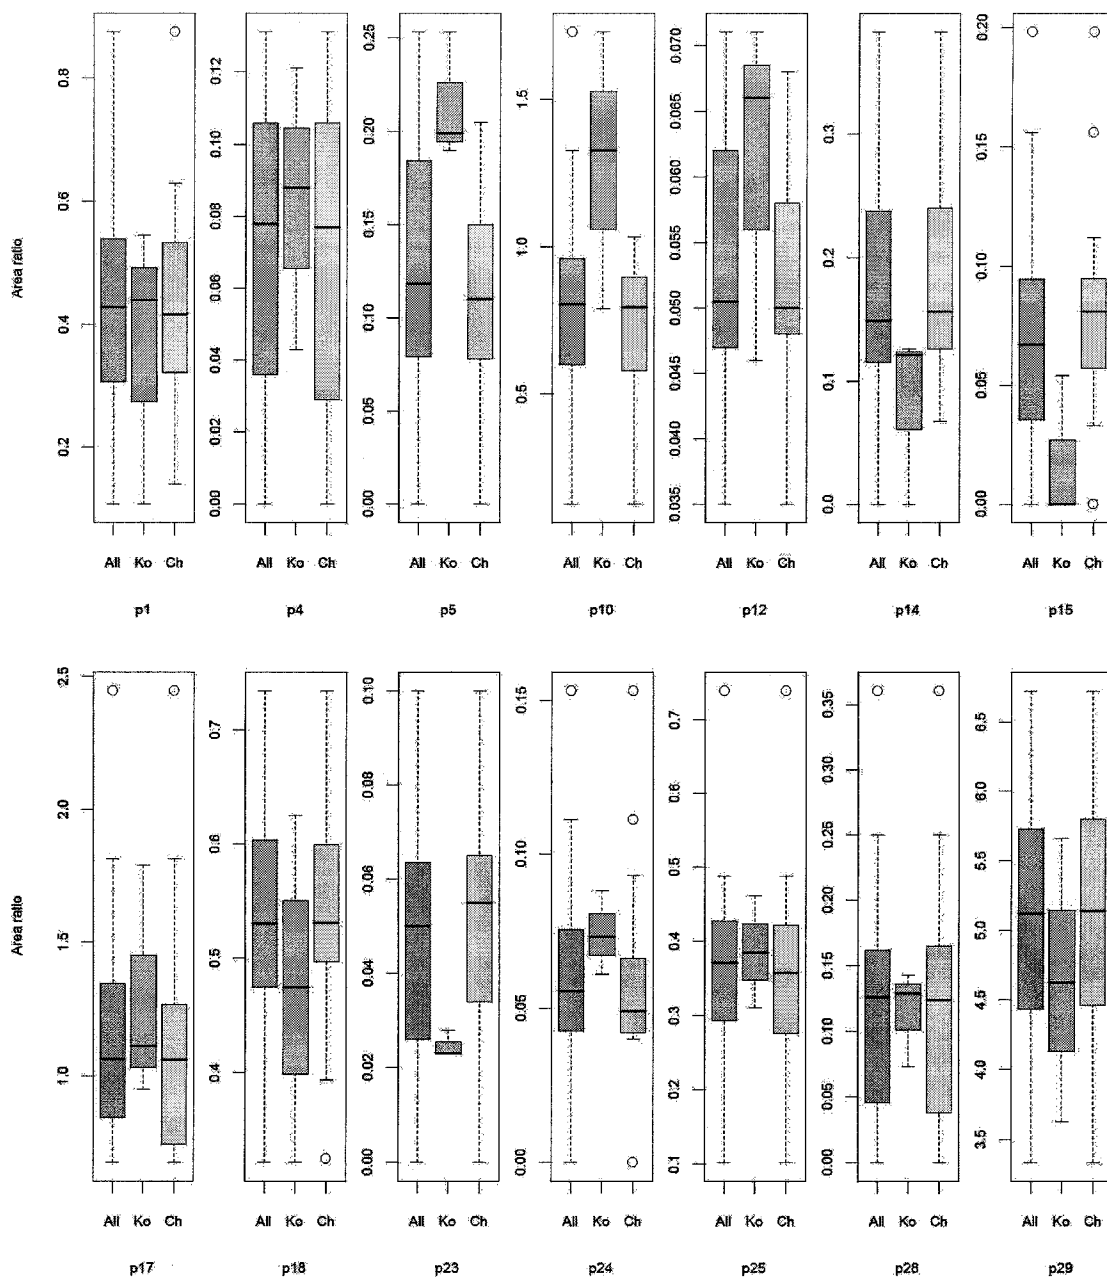 Area ratio
0.2 0.4 0.6 0.8
0.00 0.02 0.04 0.06 0.08 0.10 0.12
0.00 0.05 0.10 0.15 0.20 0.25
0.5 1.0 1.5
0.035 0.040 0.045 0.050 0.055 0.060 0.065 0.070
0.0 0.1 0.2 0.3
0.00 0.05 0.10 0.15 0.20
All Ko Ch All Ko Ch All Ko Ch All Ko Ch All Ko Ch All Ko Ch All Ko Ch
p1 p4 p5 p10 p12 p14 p15
Area ratio
1.0 1.5 2.0 2.5
0.4 0.5 0.6 0.7
0.00 0.02 0.04 0.06 0.08 0.10
0.00 0.05 0.10 0.15
0.1 0.2 0.3 0.4 0.5 0.6 0.7
0.00 0.05 0.10 0.15 0.20 0.25 0.30 0.35
3.5 4.0 4.5 5.0 5.5 6.0 6.5
All Ko Ch All Ko Ch All Ko Ch All Ko Ch All Ko Ch All Ko Ch All Ko Ch
p17 p18 p23 p24 p25 p28 p29